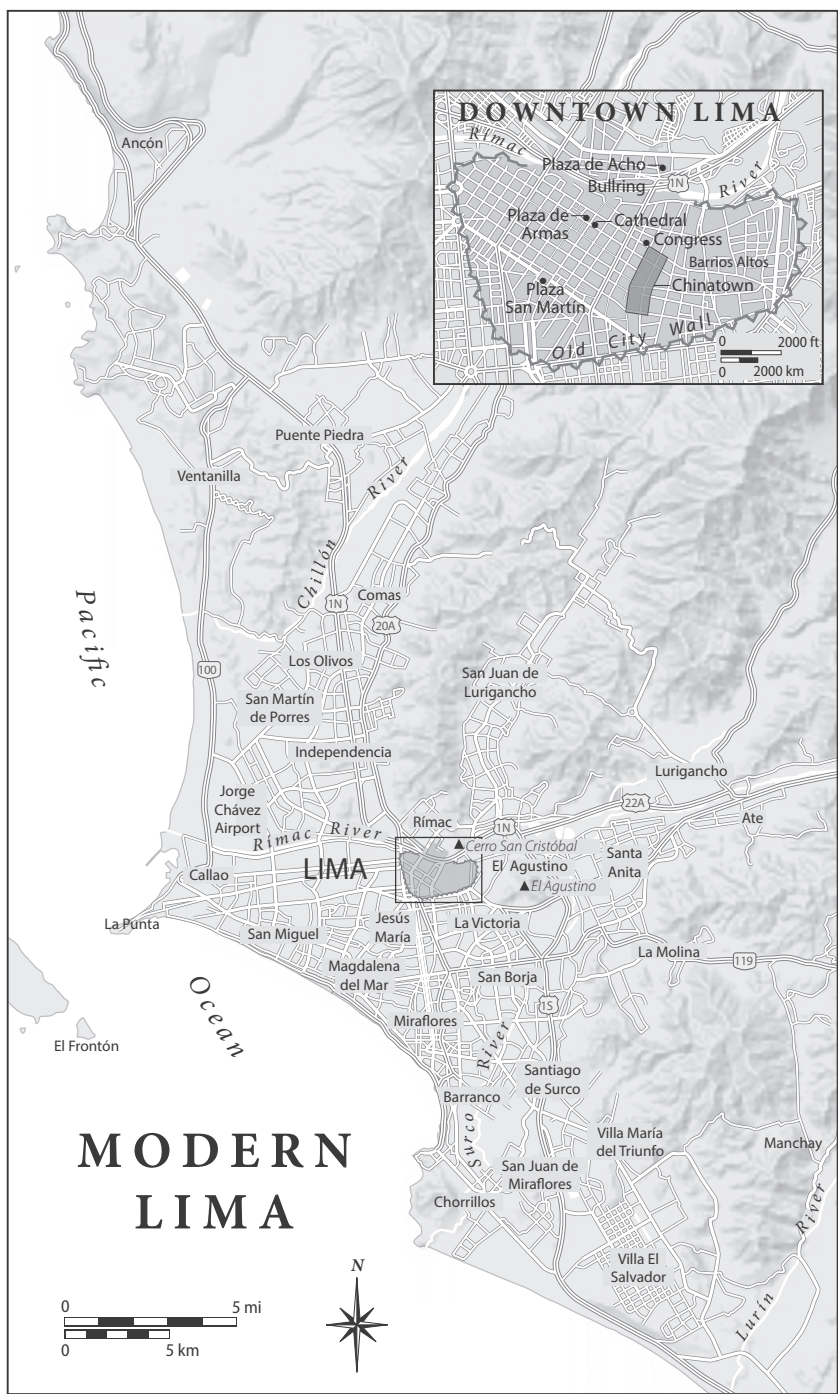 MODERN
LIMA
DOWNTOWN LIMA
Rímac
River
Plaza de Acho
Bullring
1N
Plaza de
Armas
Cathedral
Congress
Barrios Altos
Chinatown
Plaza
San Martín
Old City Wall
0 2000 ft
0 2000 km
Ancón
Puente Piedra
Ventanilla
Chillón River
Pacific
Ocean
1N
Comas
20A
100
Los Olivos
San Juan de
Lurigancho
San Martín
de Porres
Independencia
Lurigancho
Jorge
Chávez
Airport
22A
Ate
Rímac
1N
Rímac River
Cerro San Cristóbal
LIMA
El Agustino
El Agustino
Santa
Anita
Callao
La Punta
Jesús
María
La Victoria
San Miguel
La Molina
119
Magdalena
del Mar
San Borja
1S
Miraflores
El Frontón
Surco River
Santiago
de Surco
Barranco
Villa María
del Triunfo
Manchay
San Juan de
Miraflores
Chorrillos
Villa El
Salvador
Lurín River
N
0 5 mi
0 5 km